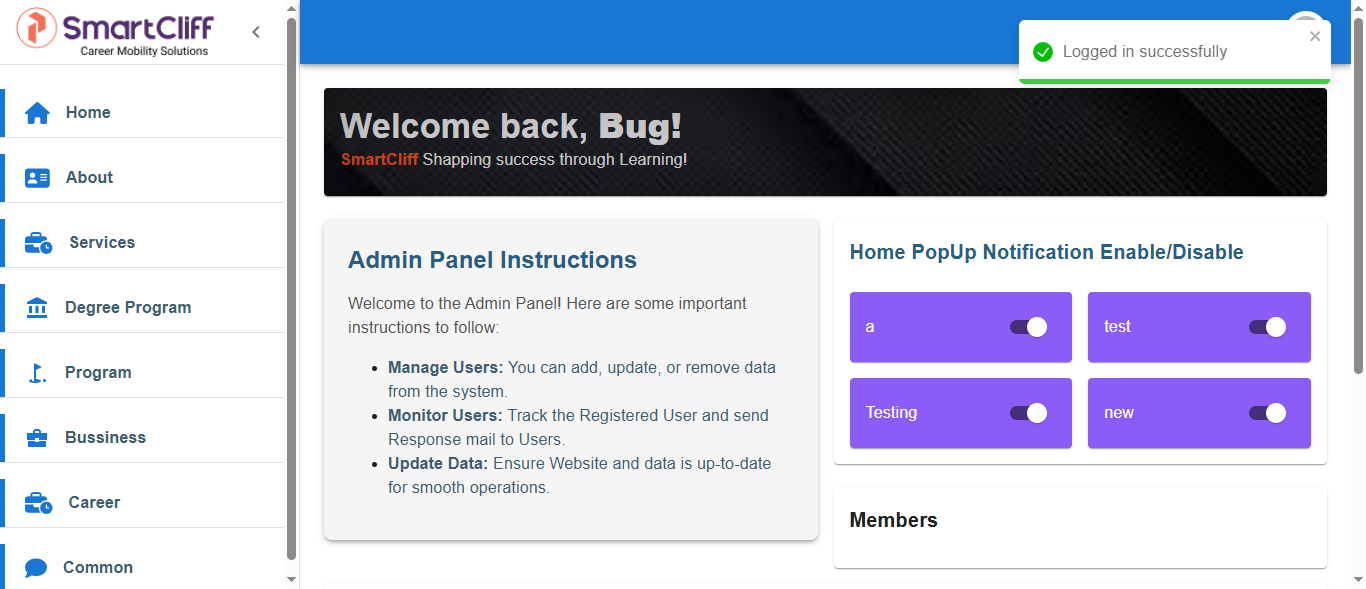 SmartCliff
Career Mobility Solutions
Home
About
Services
Degree Program
Program
Bussiness
Career
Common
Logged in successfully
Welcome back, Bug!
SmartCliff Shapping success through Learning!
Admin Panel Instructions
Welcome to the Admin Panel! Here are some important
instructions to follow:
Manage Users: You can add, update, or remove data
from the system.
Monitor Users: Track the Registered User and send
Response mail to Users.
Update Data: Ensure Website and data is up-to-date
for smooth operations.
Home PopUp Notification Enable/Disable
a
test
Testing
new
Members